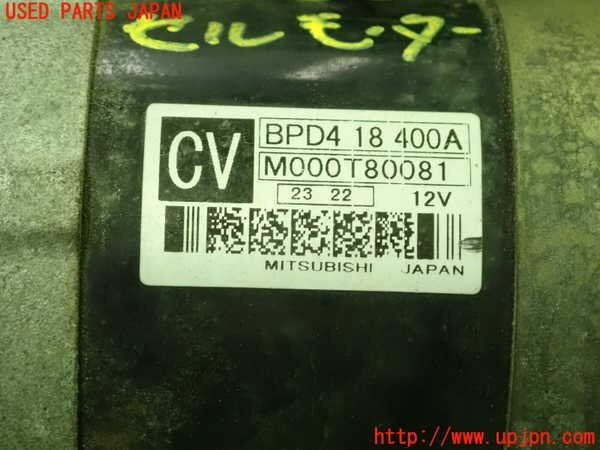 USED PARTS JAPAN
セルモーター
CV
BPD4 18 400A
M000T80081
23 22 12V
MITSUBISHI JAPAN
http://www.upjpn.com/